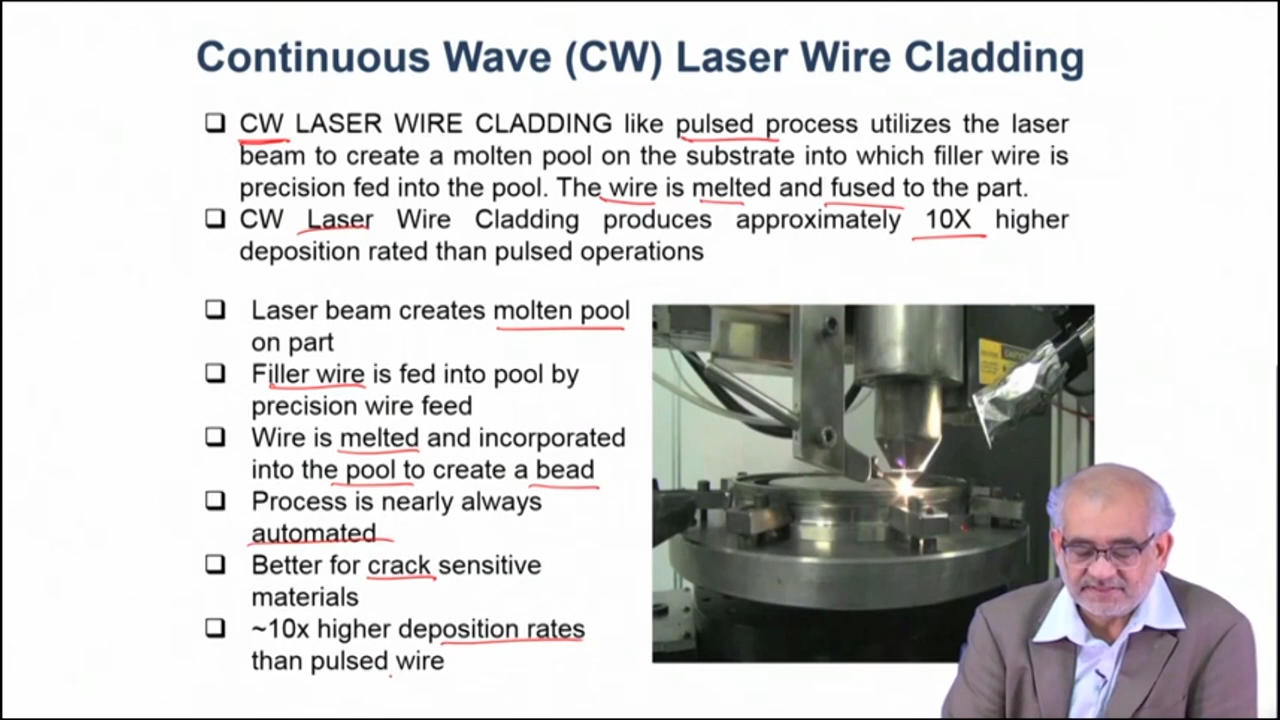 Continuous Wave (CW) Laser Wire Cladding
CW LASER WIRE CLADDING like pulsed process utilizes the laser
beam to create a molten pool on the substrate into which filler wire is
precision fed into the pool. The wire is melted and fused to the part.
CW Laser Wire Cladding produces approximately 10X higher
deposition rated than pulsed operations
Laser beam creates molten pool
on part
Filler wire is fed into pool by
precision wire feed
Wire is melted and incorporated
into the pool to create a bead
Process is nearly always
automated
Better for crack sensitive
materials
~10x higher deposition rates
than pulsed wire